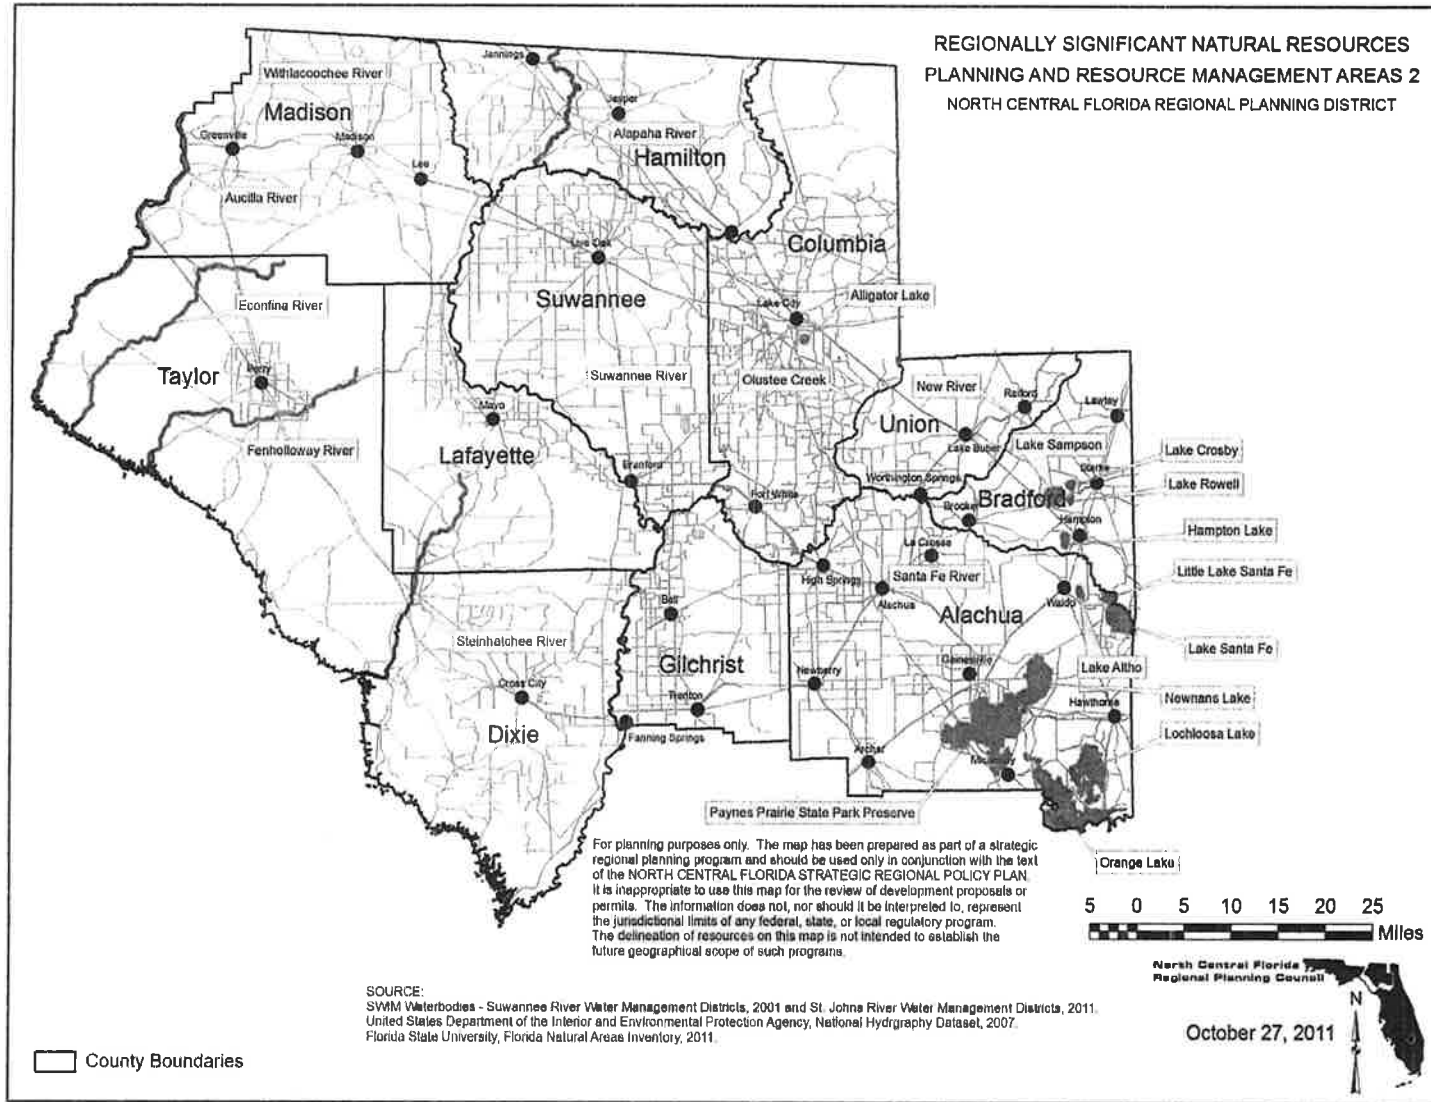 REGIONALLY SIGNIFICANT NATURAL RESOURCES
PLANNING AND RESOURCE MANAGEMENT AREAS 2
NORTH CENTRAL FLORIDA REGIONAL PLANNING DISTRICT
Jennings
Withlacoochee River
Madison
Jasper
Greenville
Madison
Alapaha River
Hamilton
Lee
Aucilla River
Live Oak
Columbia
Econfina River
Suwannee
Lake City
Alligator Lake
Taylor
Perry
Suwannee River
Olustee Creek
New River
Raiford
Lawtey
Mayo
Union
Lake Butler
Lake Sampson
Fenholloway River
Lafayette
Branford
Worthington Springs
Starke
Lake Crosby
Fort White
Bradford
Lake Rowell
Brooker
Hampton
Hampton Lake
La Crosse
High Springs
Santa Fe River
Little Lake Santa Fe
Bell
Alachua
Alachua
Waldo
Steinhatchee River
Lake Santa Fe
Gilchrist
Gainesville
Lake Altho
Cross City
Trenton
Newberry
Hawthorne
Newnans Lake
Dixie
Fanning Springs
Archer
Micanopy
Lochloosa Lake
Paynes Prairie State Park Preserve
Orange Lake
For planning purposes only. The map has been prepared as part of a strategic
regional planning program and should be used only in conjunction with the text
of the NORTH CENTRAL FLORIDA STRATEGIC REGIONAL POLICY PLAN.
It is inappropriate to use this map for the review of development proposals or
permits. The information does not, nor should it be interpreted to, represent
the jurisdictional limits of any federal, state, or local regulatory program.
The delineation of resources on this map is not intended to establish the
future geographical scope of such programs.
5 0 5 10 15 20 25
Miles
North Central Florida
Regional Planning Council
N
October 27, 2011
SOURCE:
SWIM Waterbodies - Suwannee River Water Management Districts, 2001 and St. Johns River Water Management Districts, 2011.
United States Department of the Interior and Environmental Protection Agency, National Hydrgraphy Dataset, 2007.
Florida State University, Florida Natural Areas Inventory, 2011.
County Boundaries